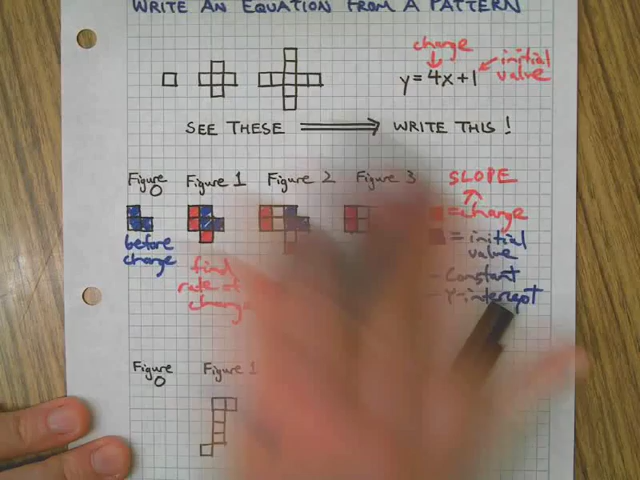 WRITE AN EQUATION FROM A PATTERN
change
y = 4x + 1
initial value
SEE THESE
WRITE THIS!
Figure 0
Figure 1
Figure 2
Figure 3
SLOPE
= change
before change
find rate of change
= initial value
- Constant
- Y-intercept
Figure 0
Figure 1